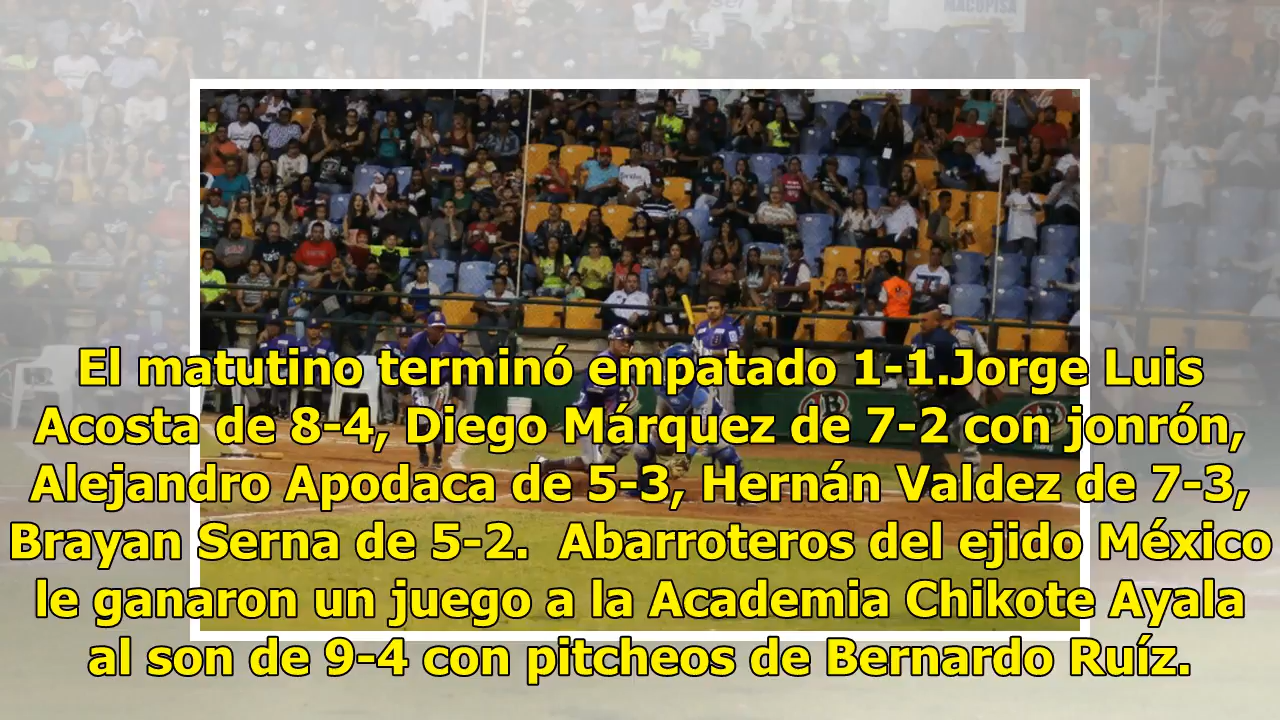 MACOPISA
El matutino terminó empatado 1-1.Jorge Luis
Acosta de 8-4, Diego Márquez de 7-2 con jonrón,
Alejandro Apodaca de 5-3, Hernán Valdez de 7-3,
Brayan Serna de 5-2.  Abarroteros del ejido México
le ganaron un juego a la Academia Chikote Ayala
al son de 9-4 con pitcheos de Bernardo Ruíz.